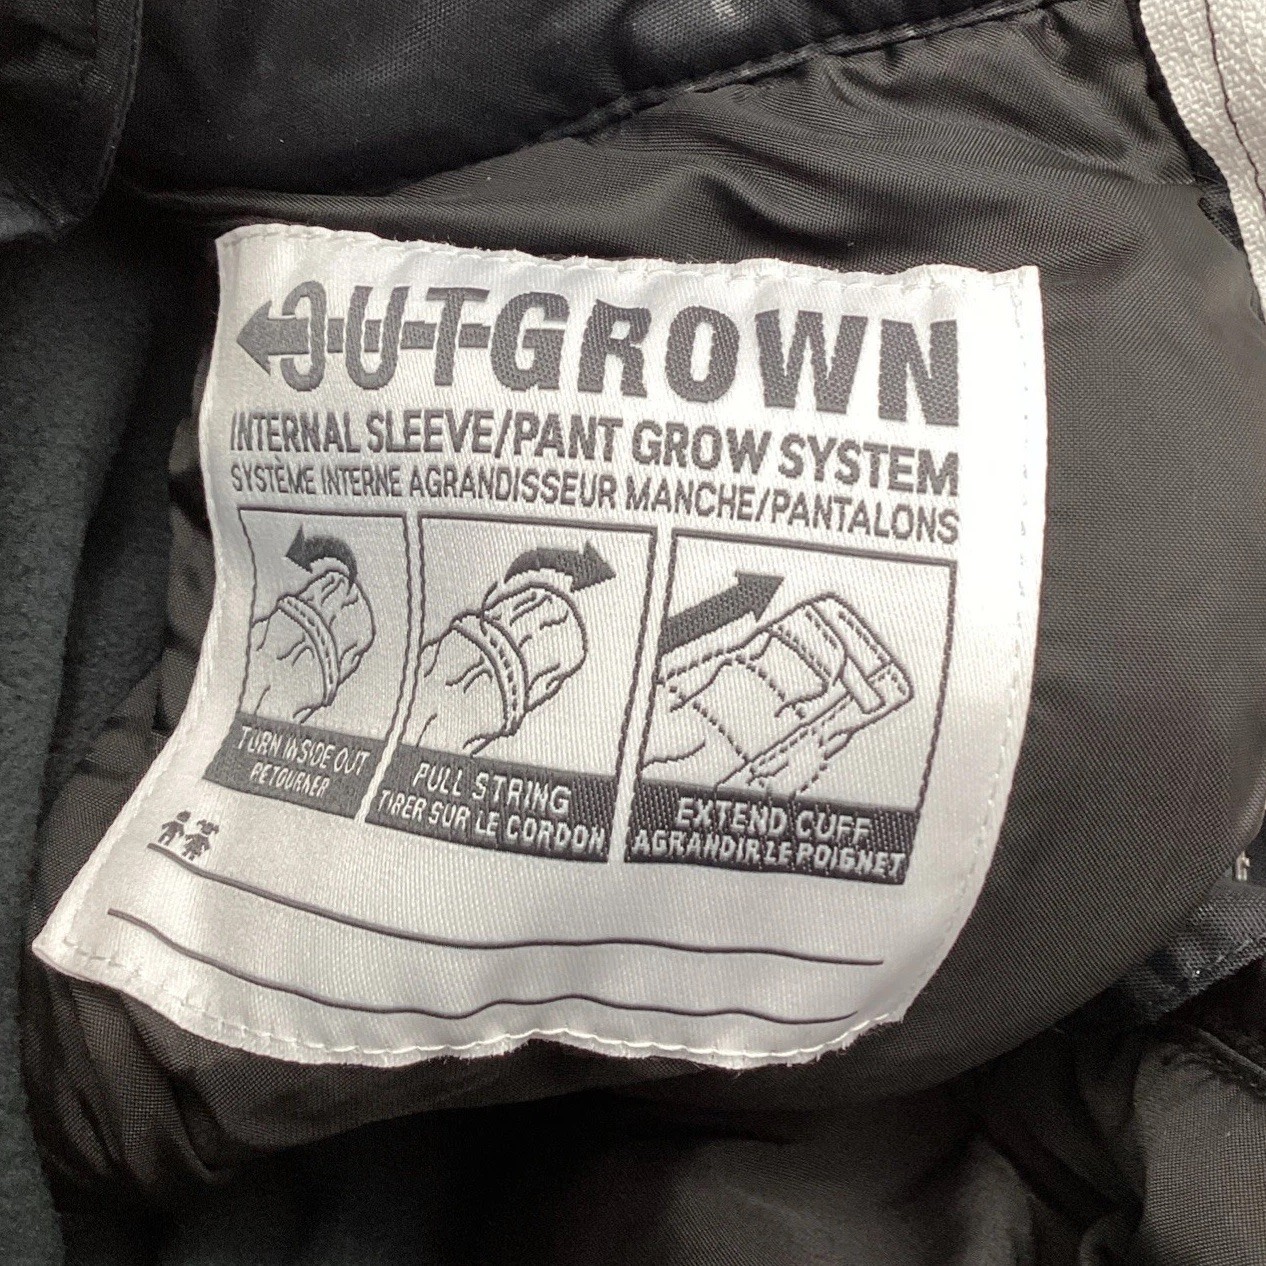 OUTGROWN
INTERNAL SLEEVE/PANT GROW SYSTEM
SYSTÈME INTERNE AGRANDISSEUR MANCHE/PANTALONS
TURN INSIDE OUT
RETOURNER
PULL STRING
TIRER SUR LE CORDON
EXTEND CUFF
AGRANDIR LE POIGNET